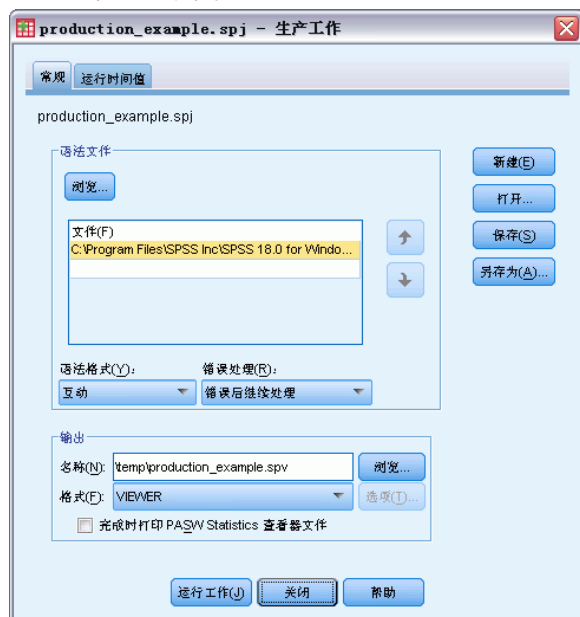 production_example.spj - 生产工作
常规 运行时间值
production_example.spj
语法文件
浏览...
文件(F)
C:\Program Files\SPSS Inc\SPSS 18.0 for Windo...
语法格式(Y): 错误处理(R):
互动 错误后继续处理
新建(E)
打开...
保存(S)
另存为(A)...
输出
名称(N): \temp\production_example.spv 浏览...
格式(F): VIEWER 选项(T)...
完成时打印 PASW Statistics 查看器文件
运行工作(J) 关闭 帮助